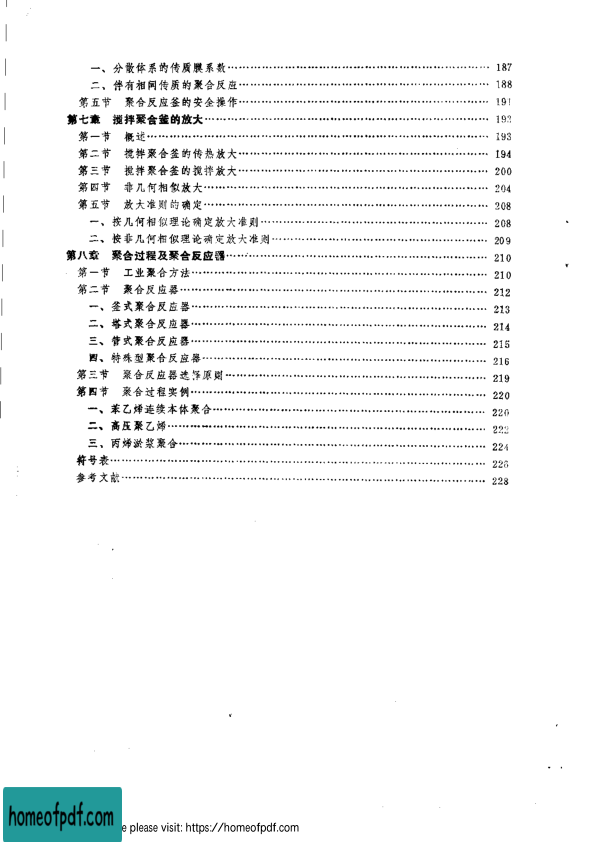 一、分散体系的传质膜系数……187
二、伴有相间传质的聚合反应……188
第五节 聚合反应釜的安全操作……191
第七章 搅拌聚合釜的放大……193
第一节 概述……193
第二节 搅拌聚合釜的传热放大……194
第三节 搅拌聚合釜的搅拌放大……200
第四节 非几何相似放大……204
第五节 放大准则的确定……208
一、按几何相似理论确定放大准则……208
二、按非几何相似理论确定放大准则……209
第八章 聚合过程及聚合反应器……210
第一节 工业聚合方法……210
第二节 聚合反应器……212
一、釜式聚合反应器……213
二、塔式聚合反应器……214
三、管式聚合反应器……215
四、特殊型聚合反应器……216
第三节 聚合反应器选择原则……219
第四节 聚合过程实例……220
一、苯乙烯连续本体聚合……220
二、高压聚乙烯……222
三、丙烯淤浆聚合……224
符号表……226
参考文献……228
homeofpdf.com
e please visit: https://homeofpdf.com